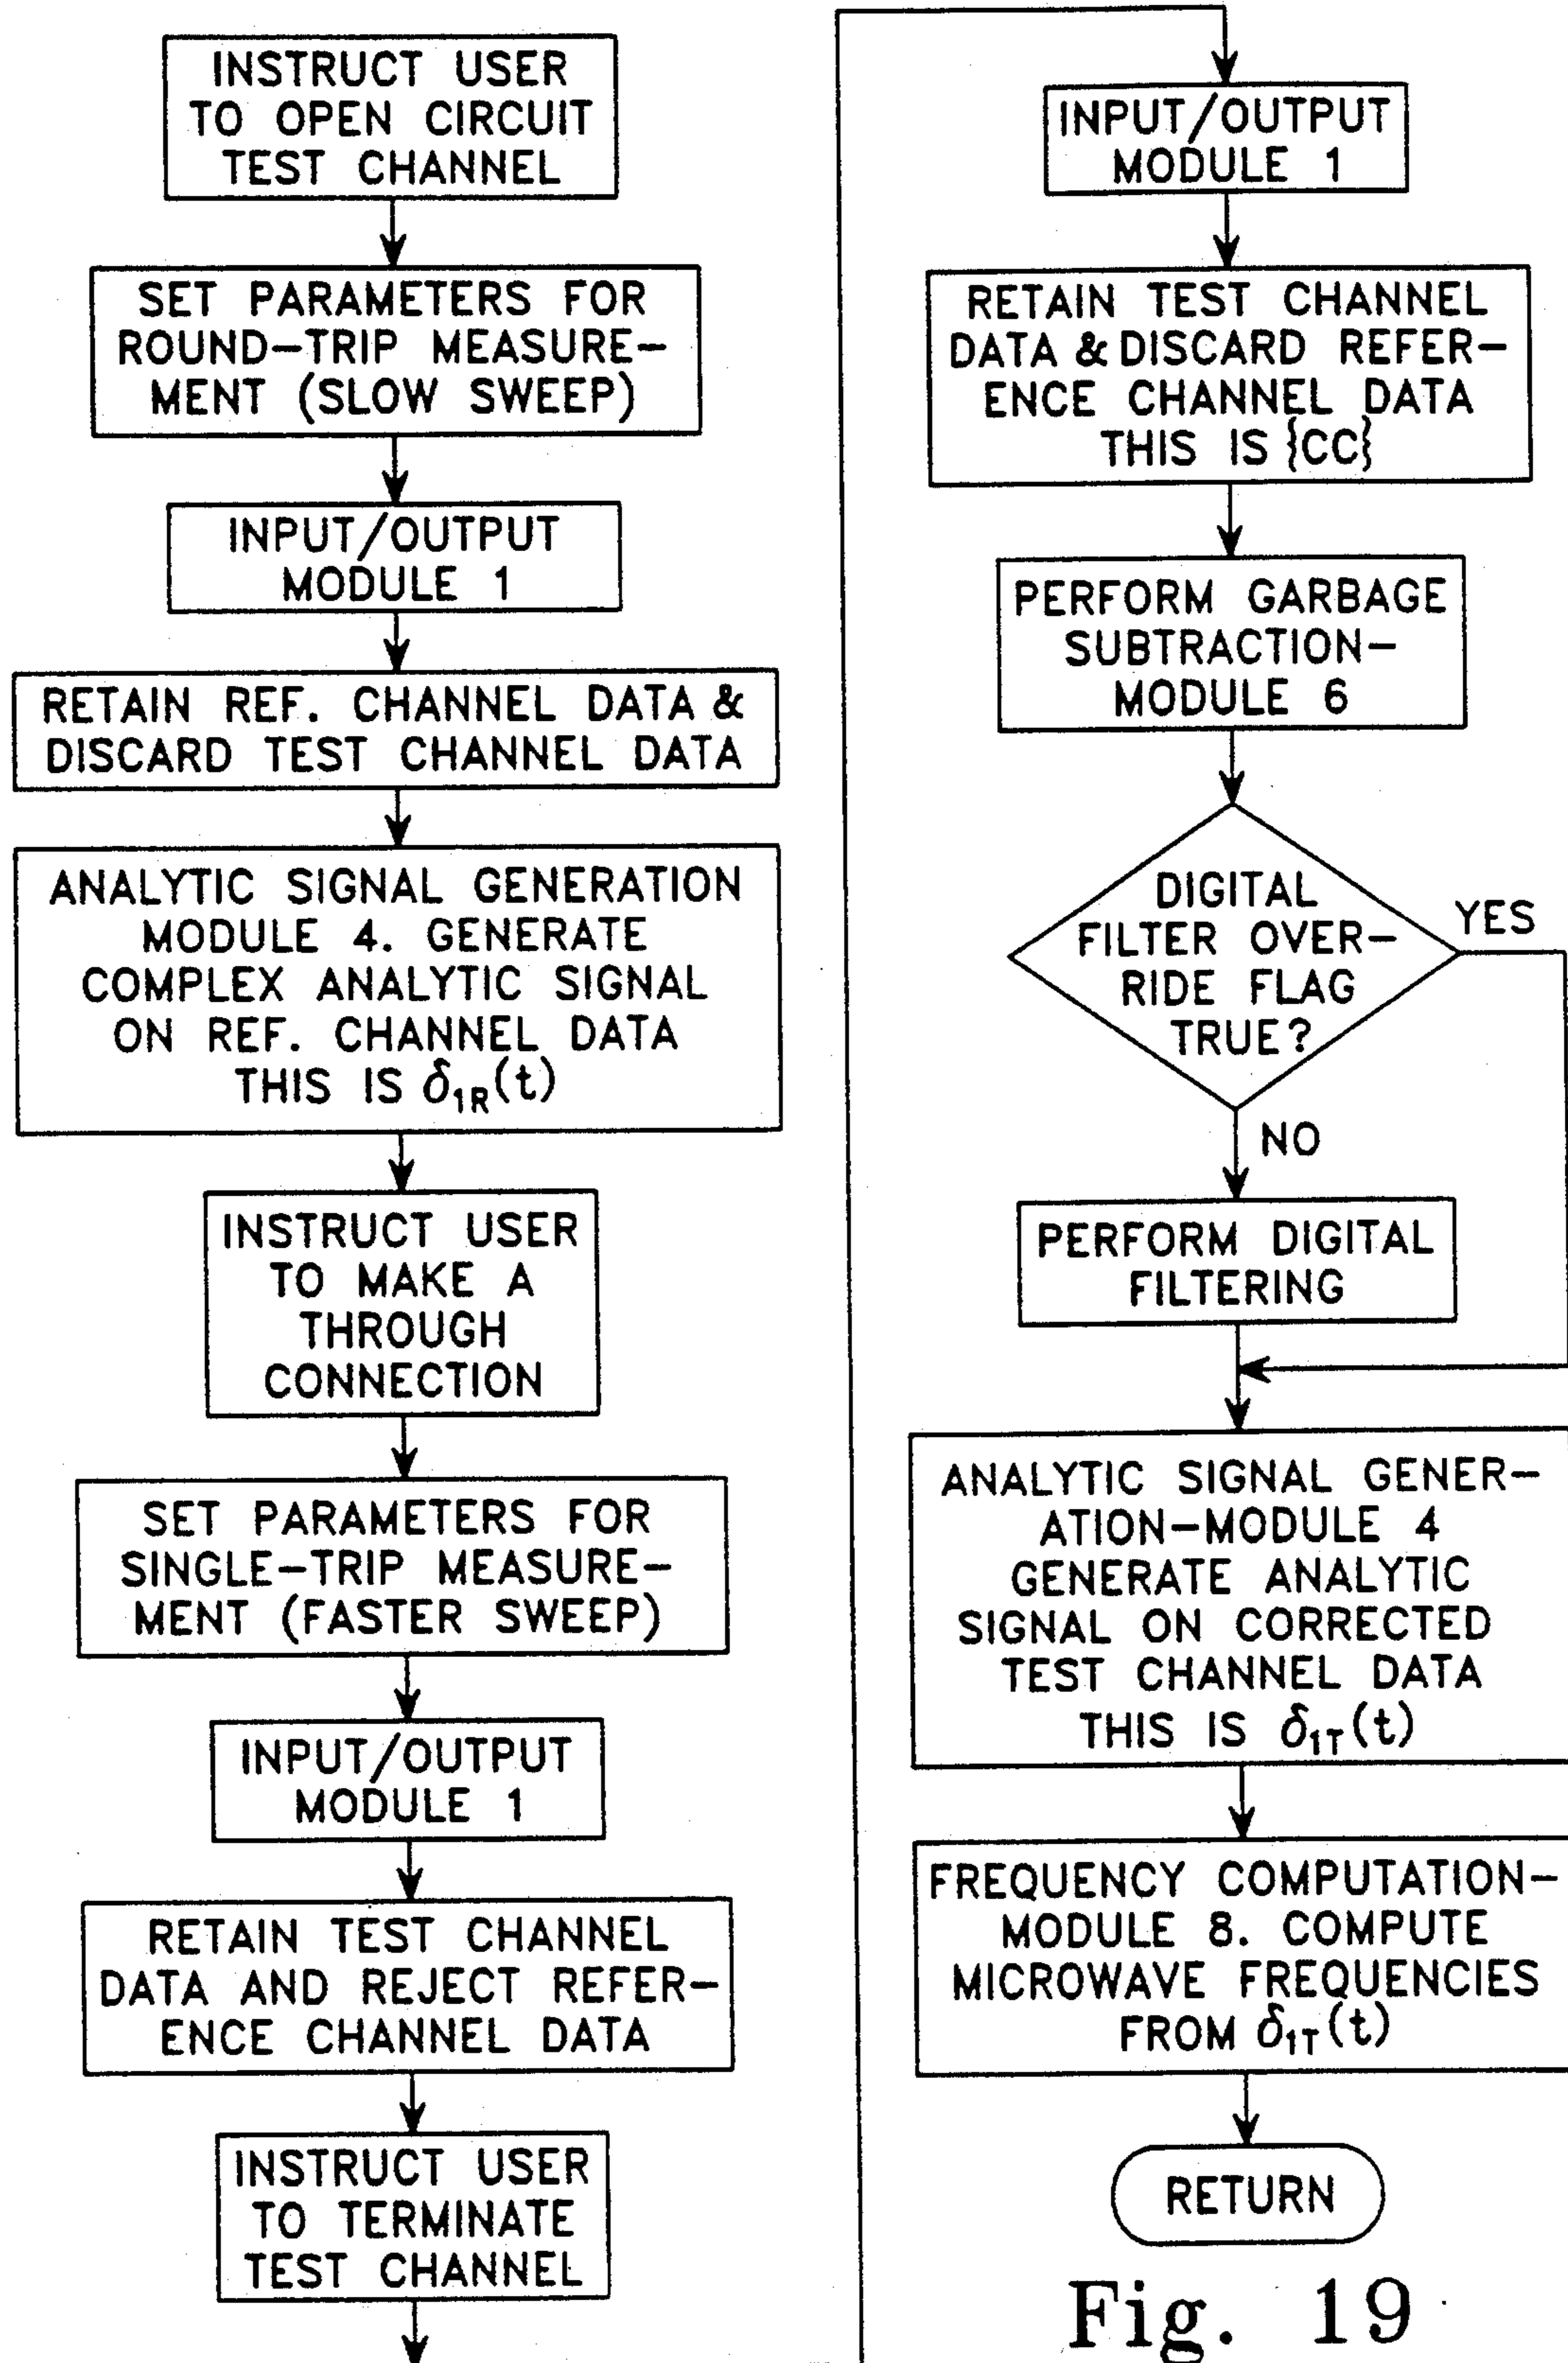 INSTRUCT USER
TO OPEN CIRCUIT
TEST CHANNEL
SET PARAMETERS FOR
ROUND-TRIP MEASURE-
MENT (SLOW SWEEP)
INPUT/OUTPUT
MODULE 1
RETAIN REF. CHANNEL DATA &
DISCARD TEST CHANNEL DATA
ANALYTIC SIGNAL GENERATION
MODULE 4. GENERATE
COMPLEX ANALYTIC SIGNAL
ON REF. CHANNEL DATA
THIS IS δ₁R(t)
INSTRUCT USER
TO MAKE A
THROUGH
CONNECTION
SET PARAMETERS FOR
SINGLE-TRIP MEASURE-
MENT (FASTER SWEEP)
INPUT/OUTPUT
MODULE 1
RETAIN TEST CHANNEL
DATA AND REJECT REFER-
ENCE CHANNEL DATA
INSTRUCT USER
TO TERMINATE
TEST CHANNEL
INPUT/OUTPUT
MODULE 1
RETAIN TEST CHANNEL
DATA & DISCARD REFER-
ENCE CHANNEL DATA
THIS IS {CC}
PERFORM GARBAGE
SUBTRACTION-
MODULE 6
DIGITAL
FILTER OVER-
RIDE FLAG
TRUE?
YES
NO
PERFORM DIGITAL
FILTERING
ANALYTIC SIGNAL GENER-
ATION-MODULE 4
GENERATE ANALYTIC
SIGNAL ON CORRECTED
TEST CHANNEL DATA
THIS IS δ₁T(t)
FREQUENCY COMPUTATION-
MODULE 8. COMPUTE
MICROWAVE FREQUENCIES
FROM δ₁T(t)
RETURN
Fig. 19